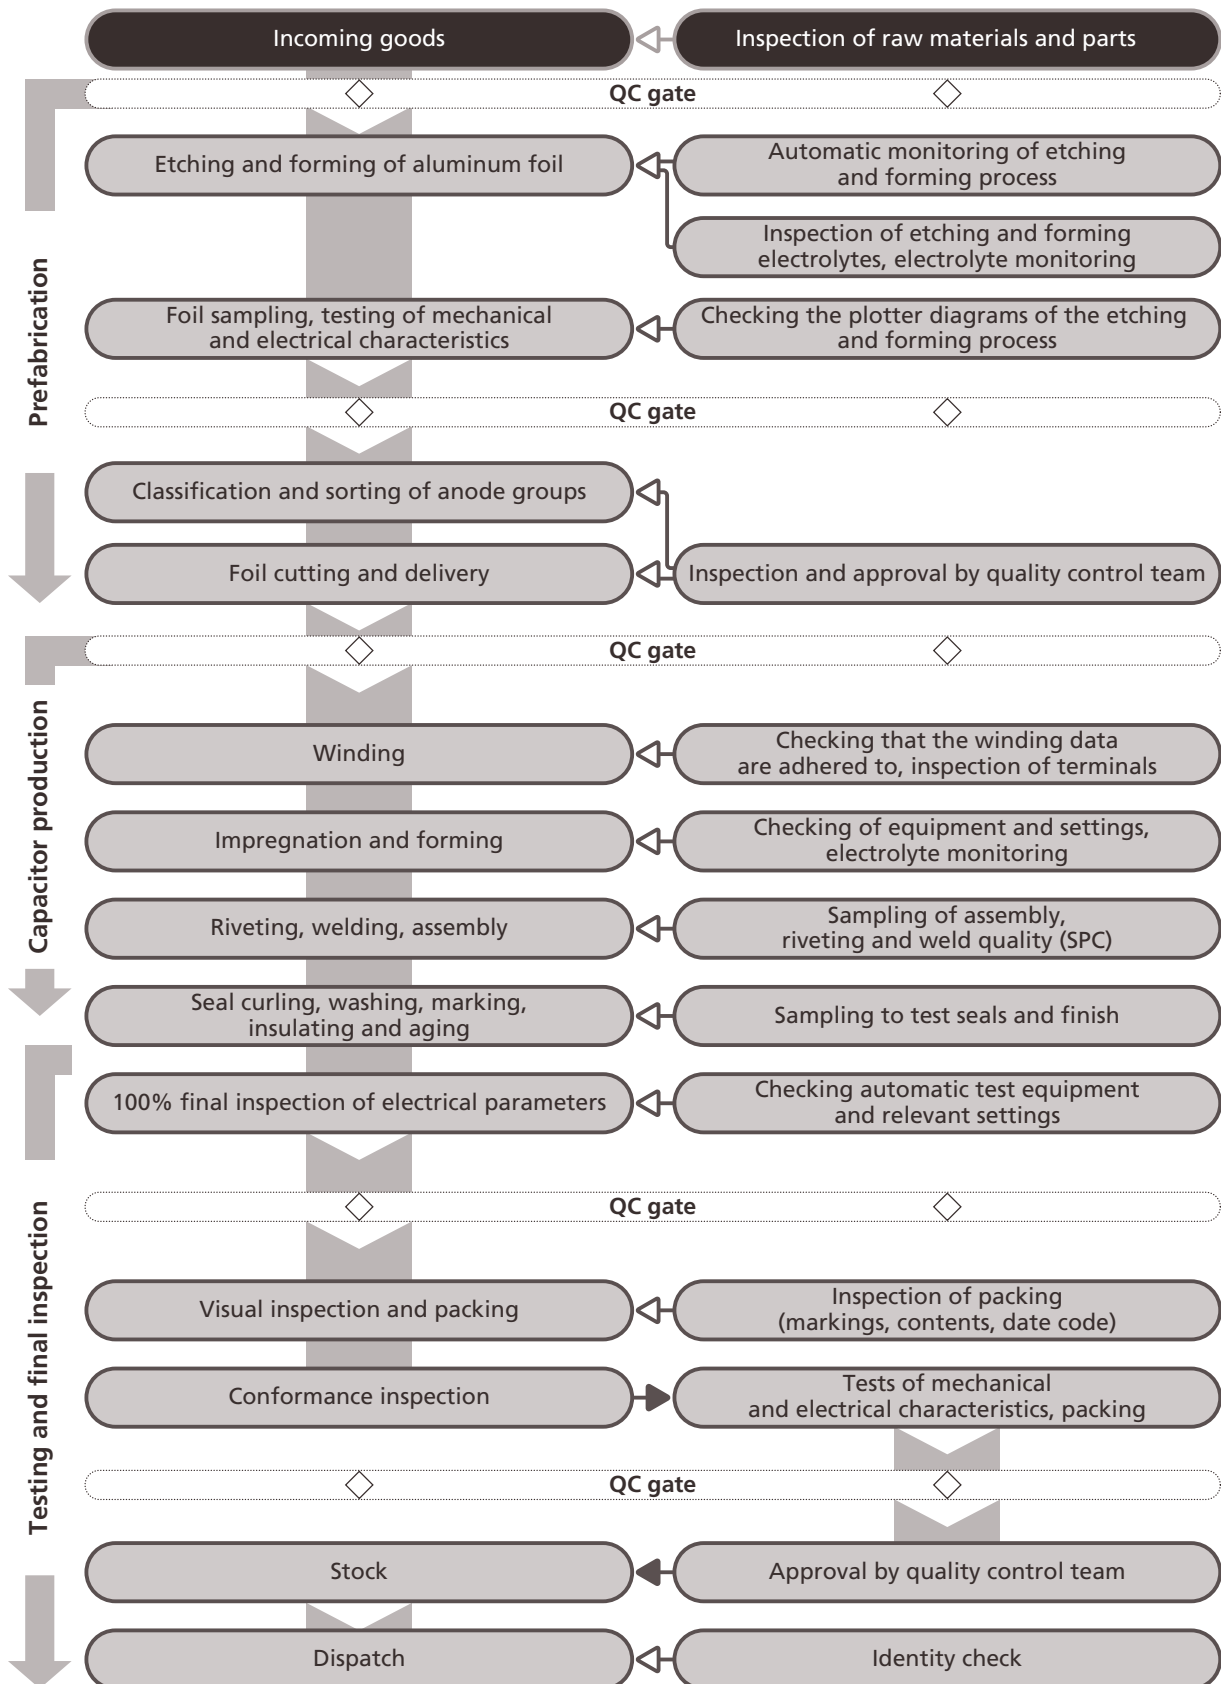 Incoming goods
Inspection of raw materials and parts
QC gate
Etching and forming of aluminum foil
Automatic monitoring of etching
and forming process
Inspection of etching and forming
electrolytes, electrolyte monitoring
Prefabrication
Foil sampling, testing of mechanical
and electrical characteristics
Checking the plotter diagrams of the etching
and forming process
QC gate
Classification and sorting of anode groups
Foil cutting and delivery
Inspection and approval by quality control team
QC gate
Capacitor production
Winding
Checking that the winding data
are adhered to, inspection of terminals
Impregnation and forming
Checking of equipment and settings,
electrolyte monitoring
Riveting, welding, assembly
Sampling of assembly,
riveting and weld quality (SPC)
Seal curling, washing, marking,
insulating and aging
Sampling to test seals and finish
100% final inspection of electrical parameters
Checking automatic test equipment
and relevant settings
QC gate
Testing and final inspection
Visual inspection and packing
Inspection of packing
(markings, contents, date code)
Conformance inspection
Tests of mechanical
and electrical characteristics, packing
QC gate
Stock
Approval by quality control team
Dispatch
Identity check